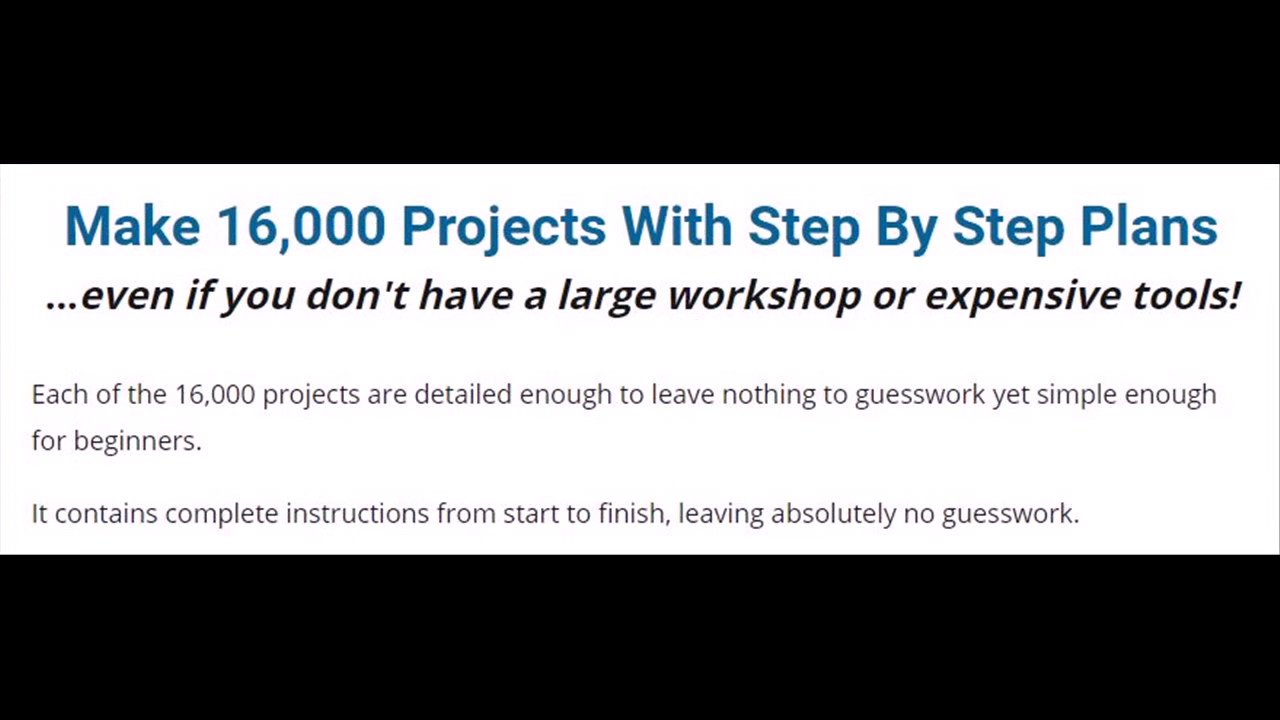 Make 16,000 Projects With Step By Step Plans
...even if you don't have a large workshop or expensive tools!
Each of the 16,000 projects are detailed enough to leave nothing to guesswork yet simple enough
for beginners.
It contains complete instructions from start to finish, leaving absolutely no guesswork.